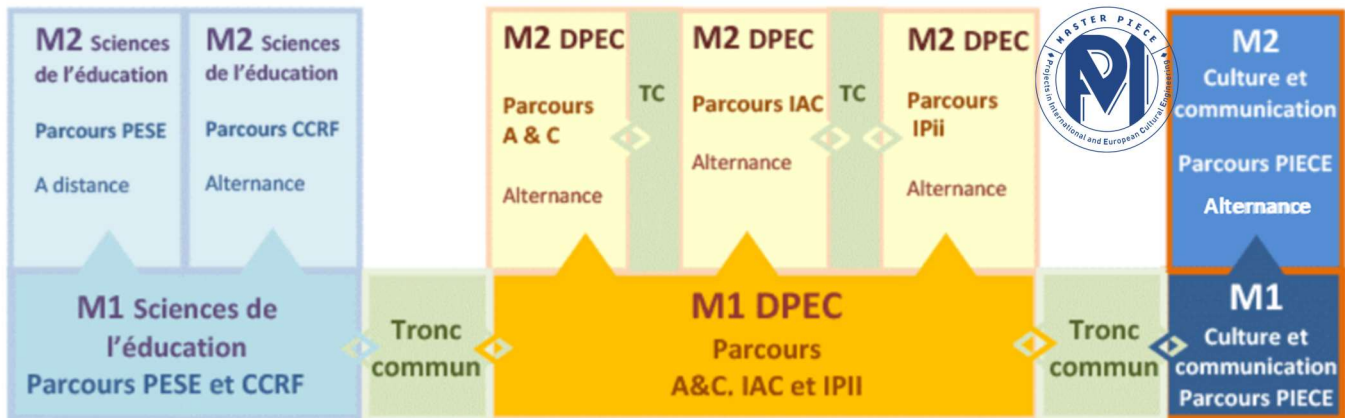 M2 Sciences
de l'éducation
Parcours PESE
A distance
M2 Sciences
de l'éducation
Parcours CCRF
Alternance
M2 DPEC
Parcours
A & C
Alternance
TC
M2 DPEC
Parcours IAC
Alternance
TC
M2 DPEC
Parcours
IPii
Alternance
MASTER PIECE
Projects in International and European Cultural Engineering
M2
Culture et
communication
Parcours PIECE
Alternance
M1 Sciences de
l'éducation
Parcours PESE et CCRF
Tronc
commun
M1 DPEC
Parcours
A&C. IAC et IPII
Tronc
commun
M1
Culture et
communication
Parcours PIECE